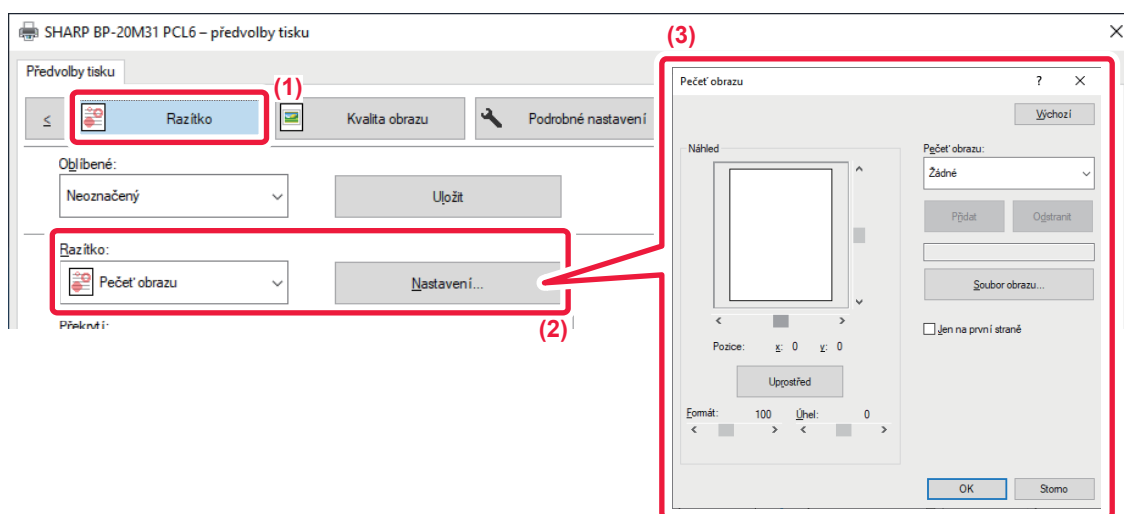 SHARP BP-20M31 PCL6 – předvolby tisku
Předvolby tisku
(1)
≤
Razítko
Kvalita obrazu
Podrobné nastavení
Oblíbené:
Neoznačený
Uložit
Razítko:
Pečeť obrazu
Nastavení...
(2)
Překrytí:
(3)
Pečeť obrazu
?
Výchozí
Náhled
Pozice: x: 0 y: 0
Uprostřed
Formát: 100 Úhel: 0
Pečeť obrazu:
Žádné
Přidat
Odstranit
Soubor obrazu...
Jen na první straně
OK
Storno